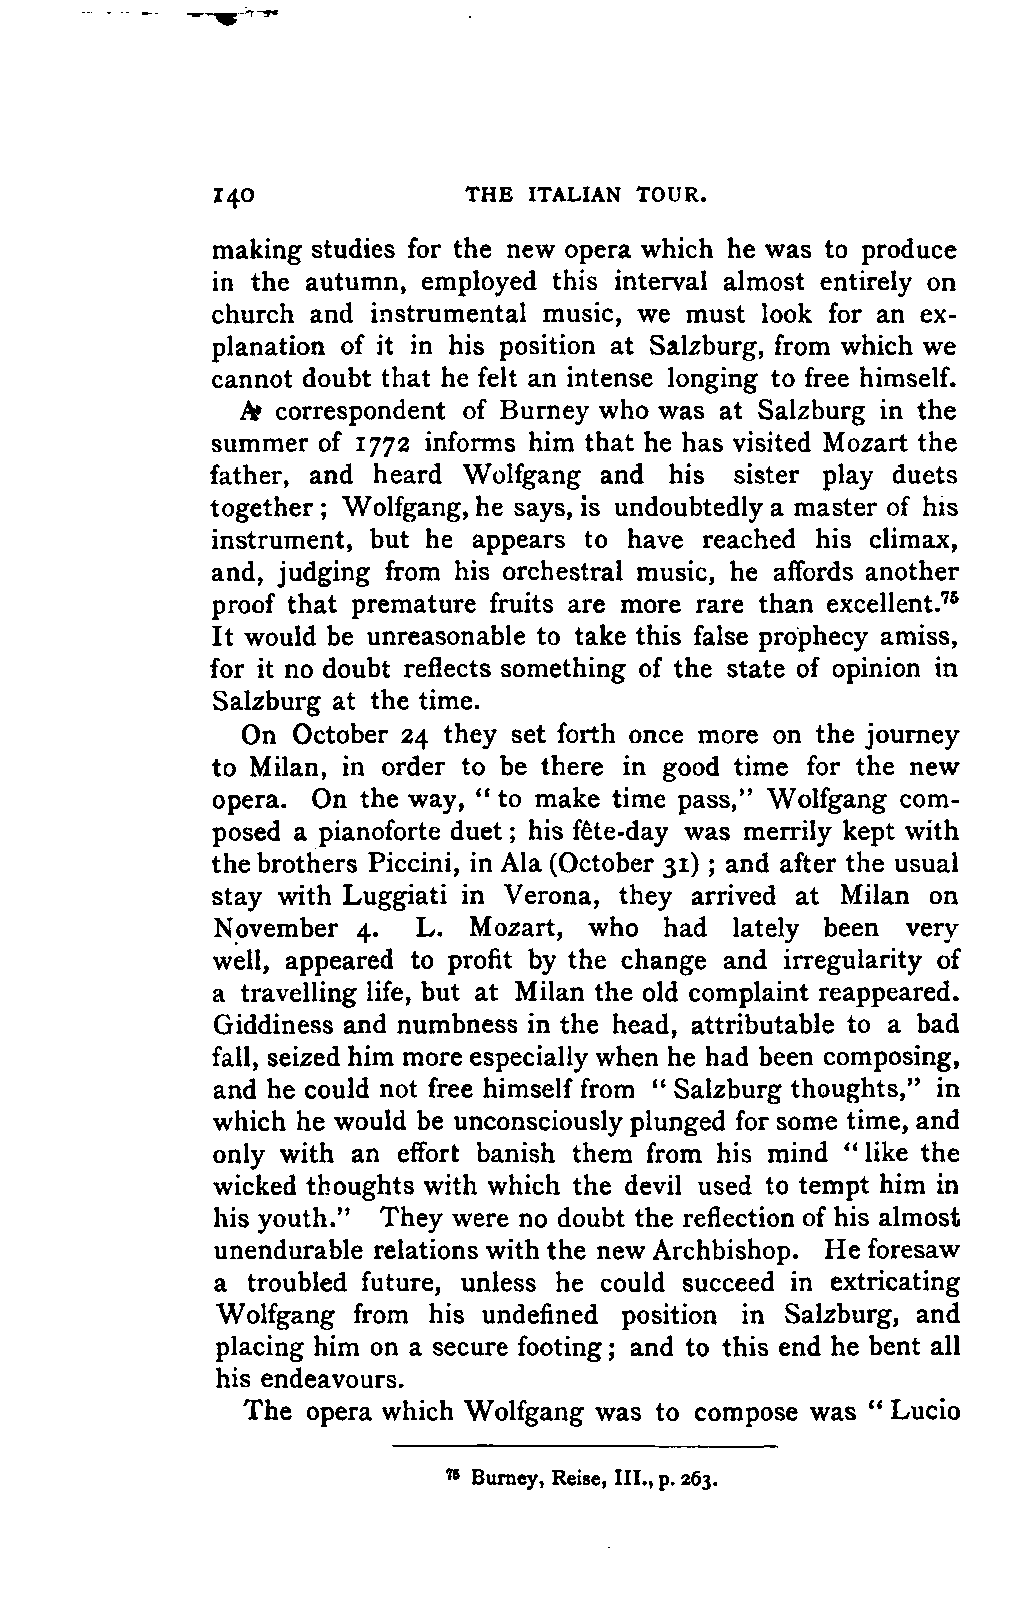 140 THE ITALIAN TOUR.
making studies for the new opera which he was to produce
in the autumn, employed this interval almost entirely on
church and instrumental music, we must look for an ex-
planation of it in his position at Salzburg, from which we
cannot doubt that he felt an intense longing to free himself.
A correspondent of Burney who was at Salzburg in the
summer of 1772 informs him that he has visited Mozart the
father, and heard Wolfgang and his sister play duets
together; Wolfgang, he says, is undoubtedly a master of his
instrument, but he appears to have reached his climax,
and, judging from his orchestral music, he affords another
proof that premature fruits are more rare than excellent.⁷⁵
It would be unreasonable to take this false prophecy amiss,
for it no doubt reflects something of the state of opinion in
Salzburg at the time.
On October 24 they set forth once more on the journey
to Milan, in order to be there in good time for the new
opera. On the way, “to make time pass,” Wolfgang com-
posed a pianoforte duet; his fête-day was merrily kept with
the brothers Piccini, in Ala (October 31); and after the usual
stay with Luggiati in Verona, they arrived at Milan on
November 4. L. Mozart, who had lately been very
well, appeared to profit by the change and irregularity of
a travelling life, but at Milan the old complaint reappeared.
Giddiness and numbness in the head, attributable to a bad
fall, seized him more especially when he had been composing,
and he could not free himself from “Salzburg thoughts,” in
which he would be unconsciously plunged for some time, and
only with an effort banish them from his mind “like the
wicked thoughts with which the devil used to tempt him in
his youth.” They were no doubt the reflection of his almost
unendurable relations with the new Archbishop. He foresaw
a troubled future, unless he could succeed in extricating
Wolfgang from his undefined position in Salzburg, and
placing him on a secure footing; and to this end he bent all
his endeavours.
The opera which Wolfgang was to compose was “Lucio
⁷⁵ Burney, Reise, III., p. 263.